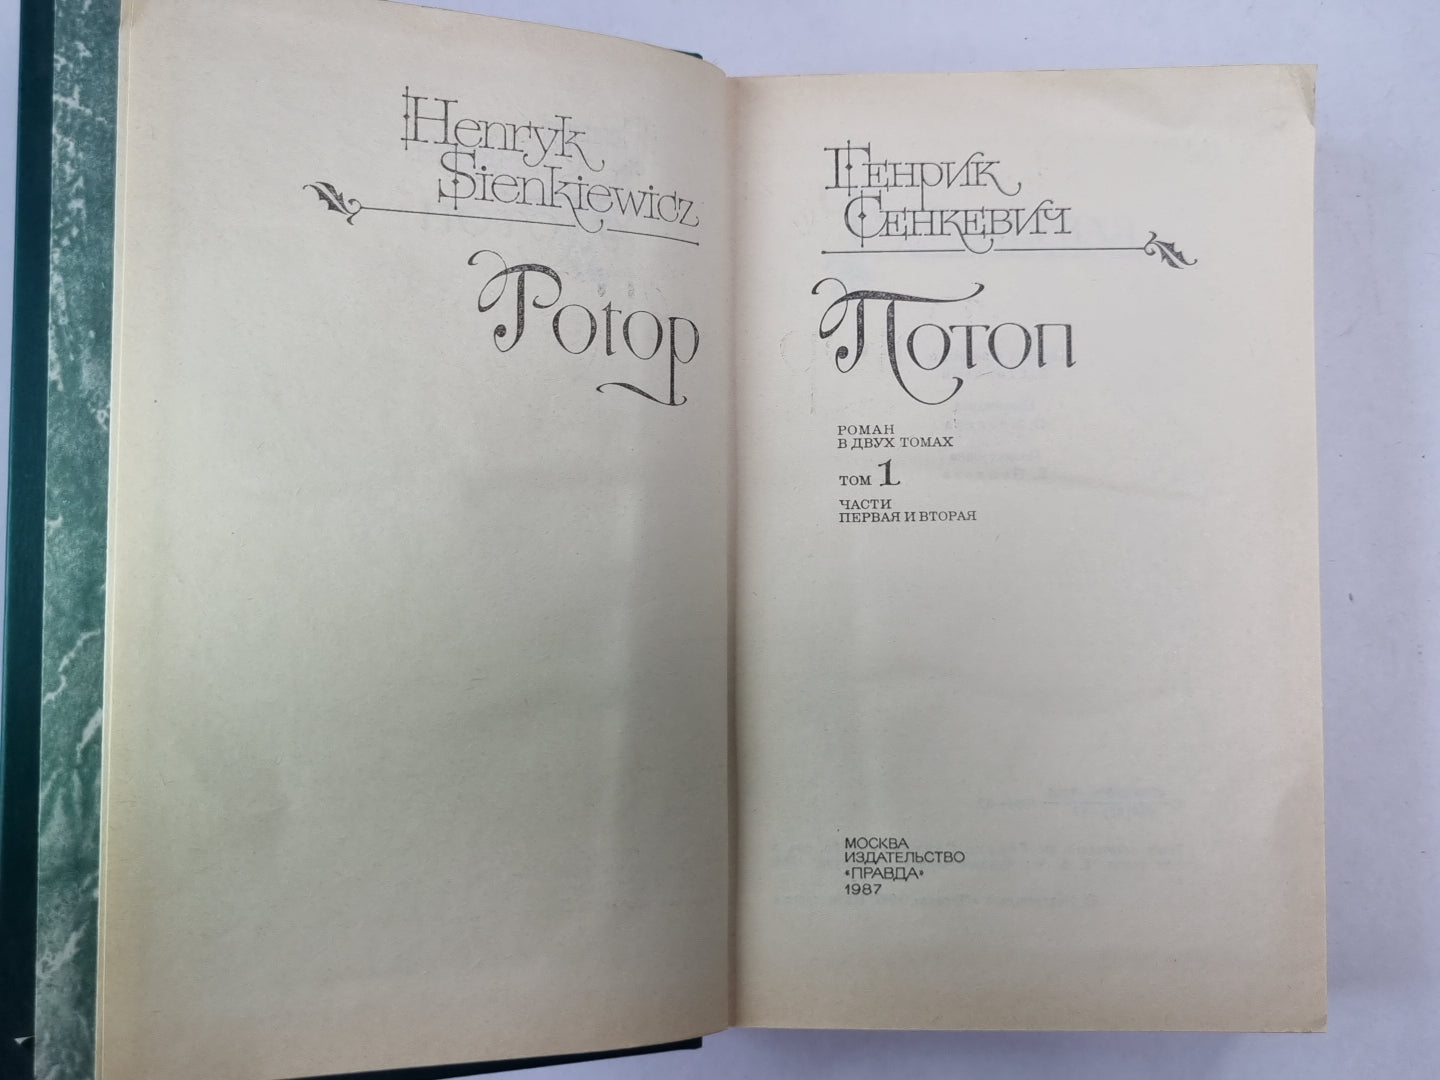 Henryk
Sienkiewicz
Potop
ГЕНРИК
СЕНКЕВИЧ
Потоп
РОМАН
В ДВУХ ТОМАХ
ТОМ 1
ЧАСТИ
ПЕРВАЯ И ВТОРАЯ
МОСКВА
ИЗДАТЕЛЬСТВО
«ПРАВДА»
1987